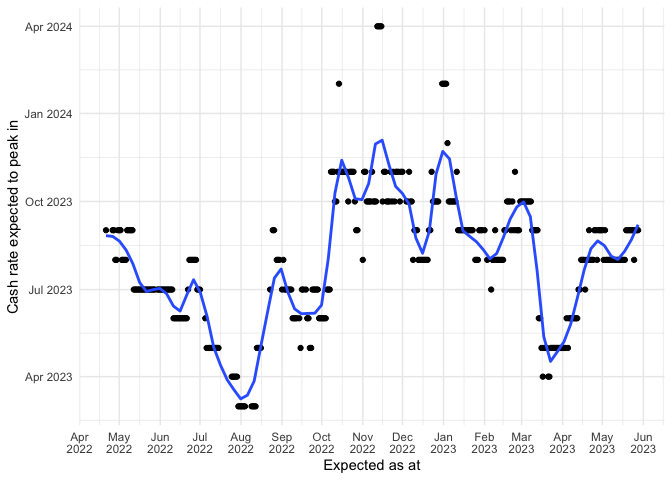 Apr 2024
Jan 2024
Oct 2023
Jul 2023
Apr 2023
Cash rate expected to peak in
Apr May Jun Jul Aug Sep Oct Nov Dec Jan Feb Mar Apr May Jun
2022 2022 2022 2022 2022 2022 2022 2022 2022 2023 2023 2023 2023 2023 2023
Expected as at